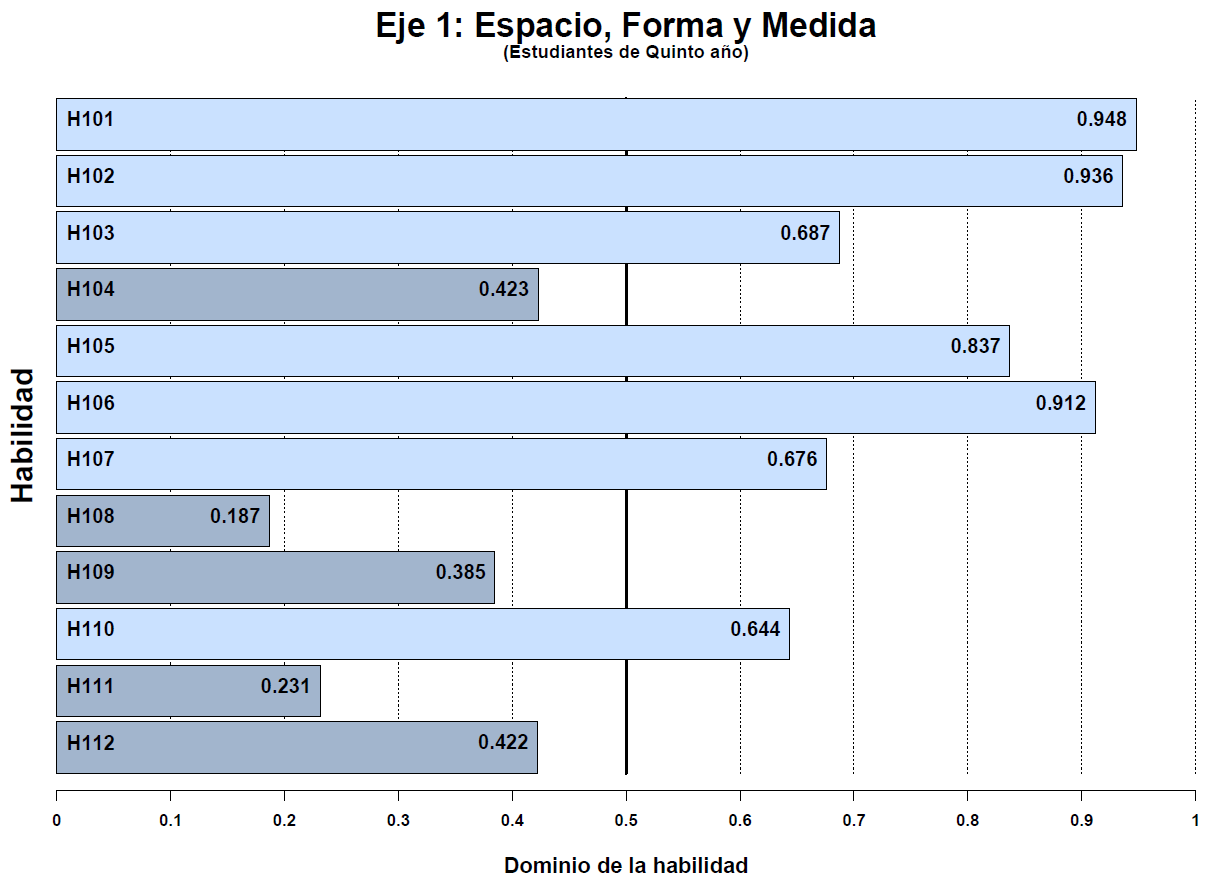 Eje 1: Espacio, Forma y Medida
(Estudiantes de Quinto año)
H101 0.948
H102 0.936
H103 0.687
H104 0.423
H105 0.837
H106 0.912
H107 0.676
H108 0.187
H109 0.385
H110 0.644
H111 0.231
H112 0.422
Habilidad
0 0.1 0.2 0.3 0.4 0.5 0.6 0.7 0.8 0.9 1
Dominio de la habilidad